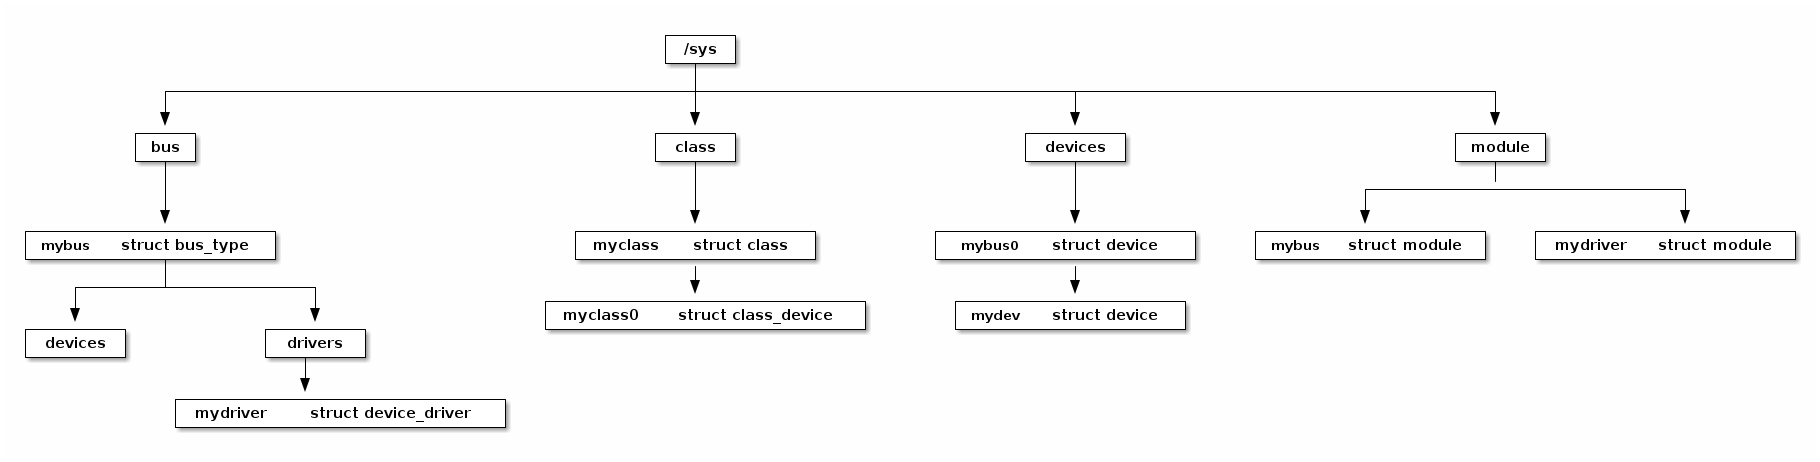 /sys
bus class devices module
mybus struct bus_type myclass struct class mybus0 struct device mybus struct module mydriver struct module
myclass0 struct class_device mydev struct device
devices drivers
mydriver struct device_driver